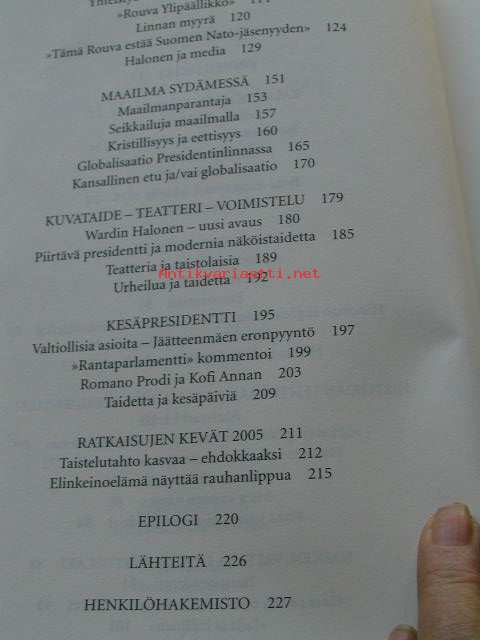 »Rouva Ylipäällikkö»
Linnan myyrä 120
»Tämä Rouva estää Suomen Nato-jäsenyyden» 124
Halonen ja media 129
MAAILMA SYDÄMESSÄ 151
Maailmanparantaja 153
Seikkailuja maailmalla 157
Kristillisyys ja eettisyys 160
Globalisaatio Presidentinlinnassa 165
Kansallinen etu ja/vai globalisaatio 170
KUVATAIDE – TEATTERI – VOIMISTELU 179
Wardin Halonen – uusi avaus 180
Piirtävä presidentti ja modernia näköistaidetta 185
Teatteria ja taistolaisia 189
Antikvariaatti.net
Urheilua ja taidetta 192
KESÄPRESIDENTTI 195
Valtiollisia asioita – Jäätteenmäen eronpyyntö 197
»Rantaparlamentti» kommentoi 199
Romano Prodi ja Kofi Annan 203
Taidetta ja kesäpäiviä 209
RATKAISUJEN KEVÄT 2005 211
Taistelutahto kasvaa – ehdokkaaksi 212
Elinkeinoelämä näyttää rauhanlippua 215
EPILOGI 220
LÄHTEITÄ 226
HENKILÖHAKEMISTO 227